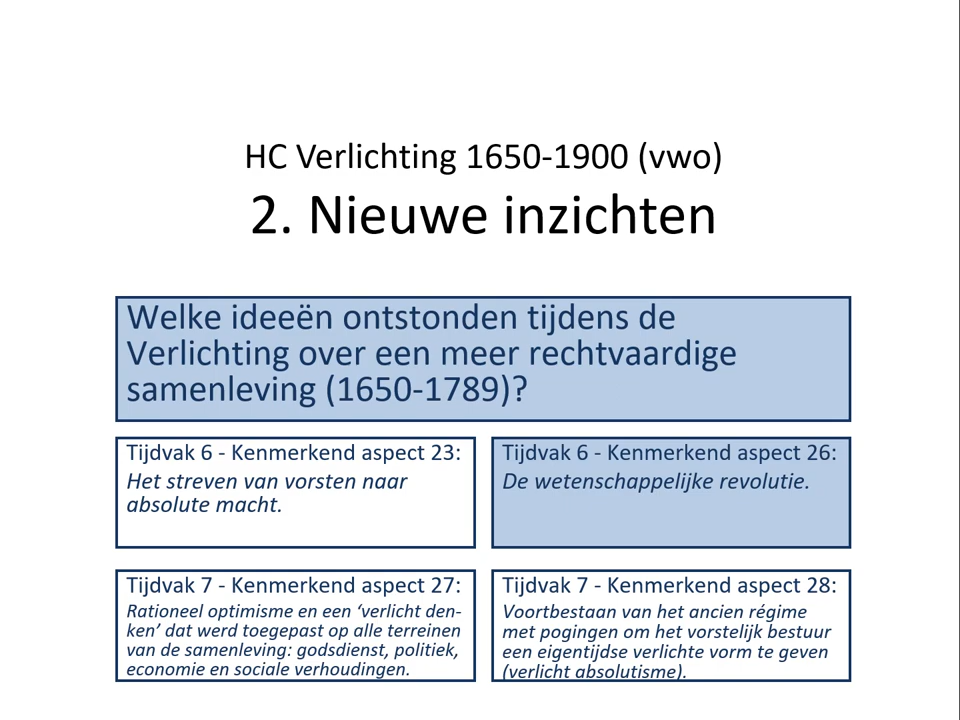 HC Verlichting 1650-1900 (vwo)
2. Nieuwe inzichten
Welke ideeën ontstonden tijdens de
Verlichting over een meer rechtvaardige
samenleving (1650-1789)?
Tijdvak 6 - Kenmerkend aspect 23:
Het streven van vorsten naar
absolute macht.
Tijdvak 6 - Kenmerkend aspect 26:
De wetenschappelijke revolutie.
Tijdvak 7 - Kenmerkend aspect 27:
Rationeel optimisme en een ‘verlicht den-
ken’ dat werd toegepast op alle terreinen
van de samenleving: godsdienst, politiek,
economie en sociale verhoudingen.
Tijdvak 7 - Kenmerkend aspect 28:
Voortbestaan van het ancien régime
met pogingen om het vorstelijk bestuur
een eigentijdse verlichte vorm te geven
(verlicht absolutisme).